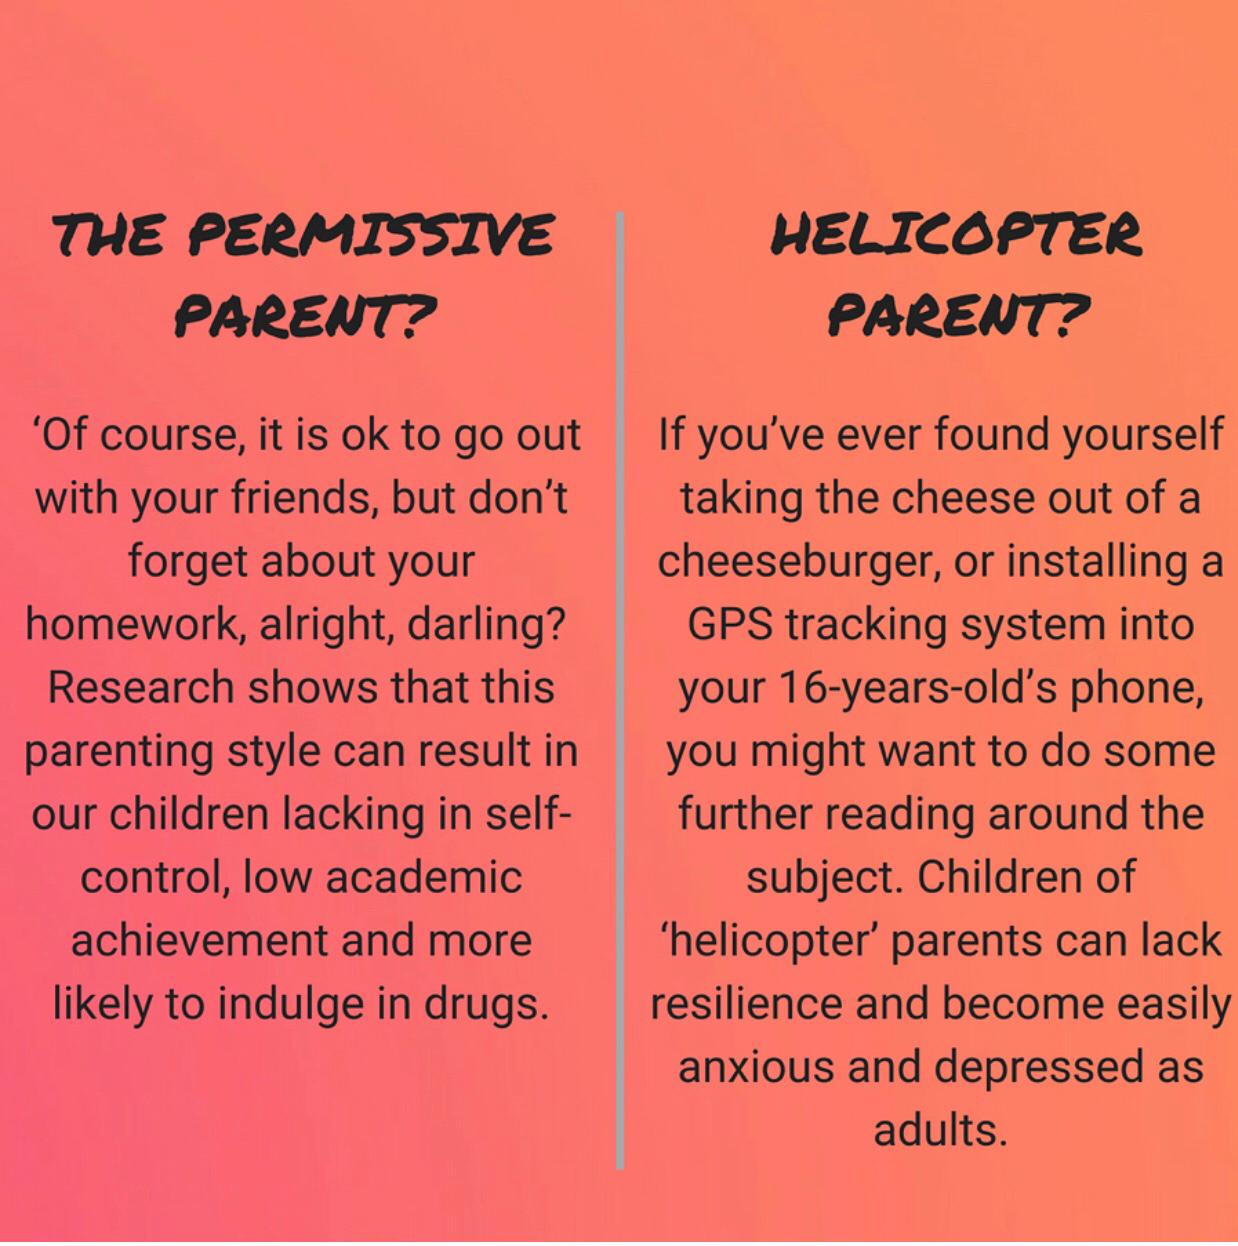 THE PERMISSIVE
PARENT?
‘Of course, it is ok to go out
with your friends, but don’t
forget about your
homework, alright, darling?
Research shows that this
parenting style can result in
our children lacking in self-
control, low academic
achievement and more
likely to indulge in drugs.
HELICOPTER
PARENT?
If you’ve ever found yourself
taking the cheese out of a
cheeseburger, or installing a
GPS tracking system into
your 16-years-old’s phone,
you might want to do some
further reading around the
subject. Children of
‘helicopter’ parents can lack
resilience and become easily
anxious and depressed as
adults.